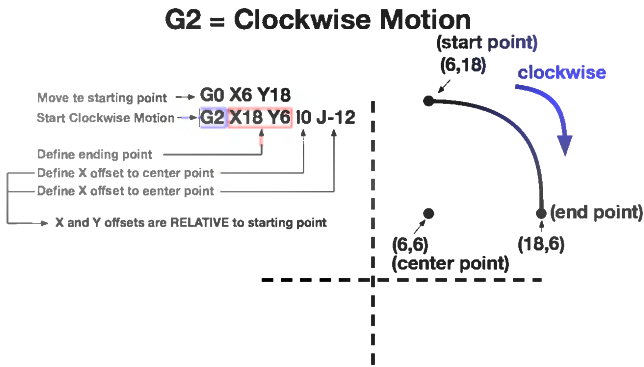 G2 = Clockwise Motion
(start point)
(6,18)
clockwise
Move te starting point
G0 X6 Y18
Start Clockwise Motion
G2 X18 Y6 I0 J-12
Define ending point
Define X offset to center point
Define X offset to eenter point
X and Y offsets are RELATIVE to starting point
(end point)
(6,6)
(center point)
(18,6)